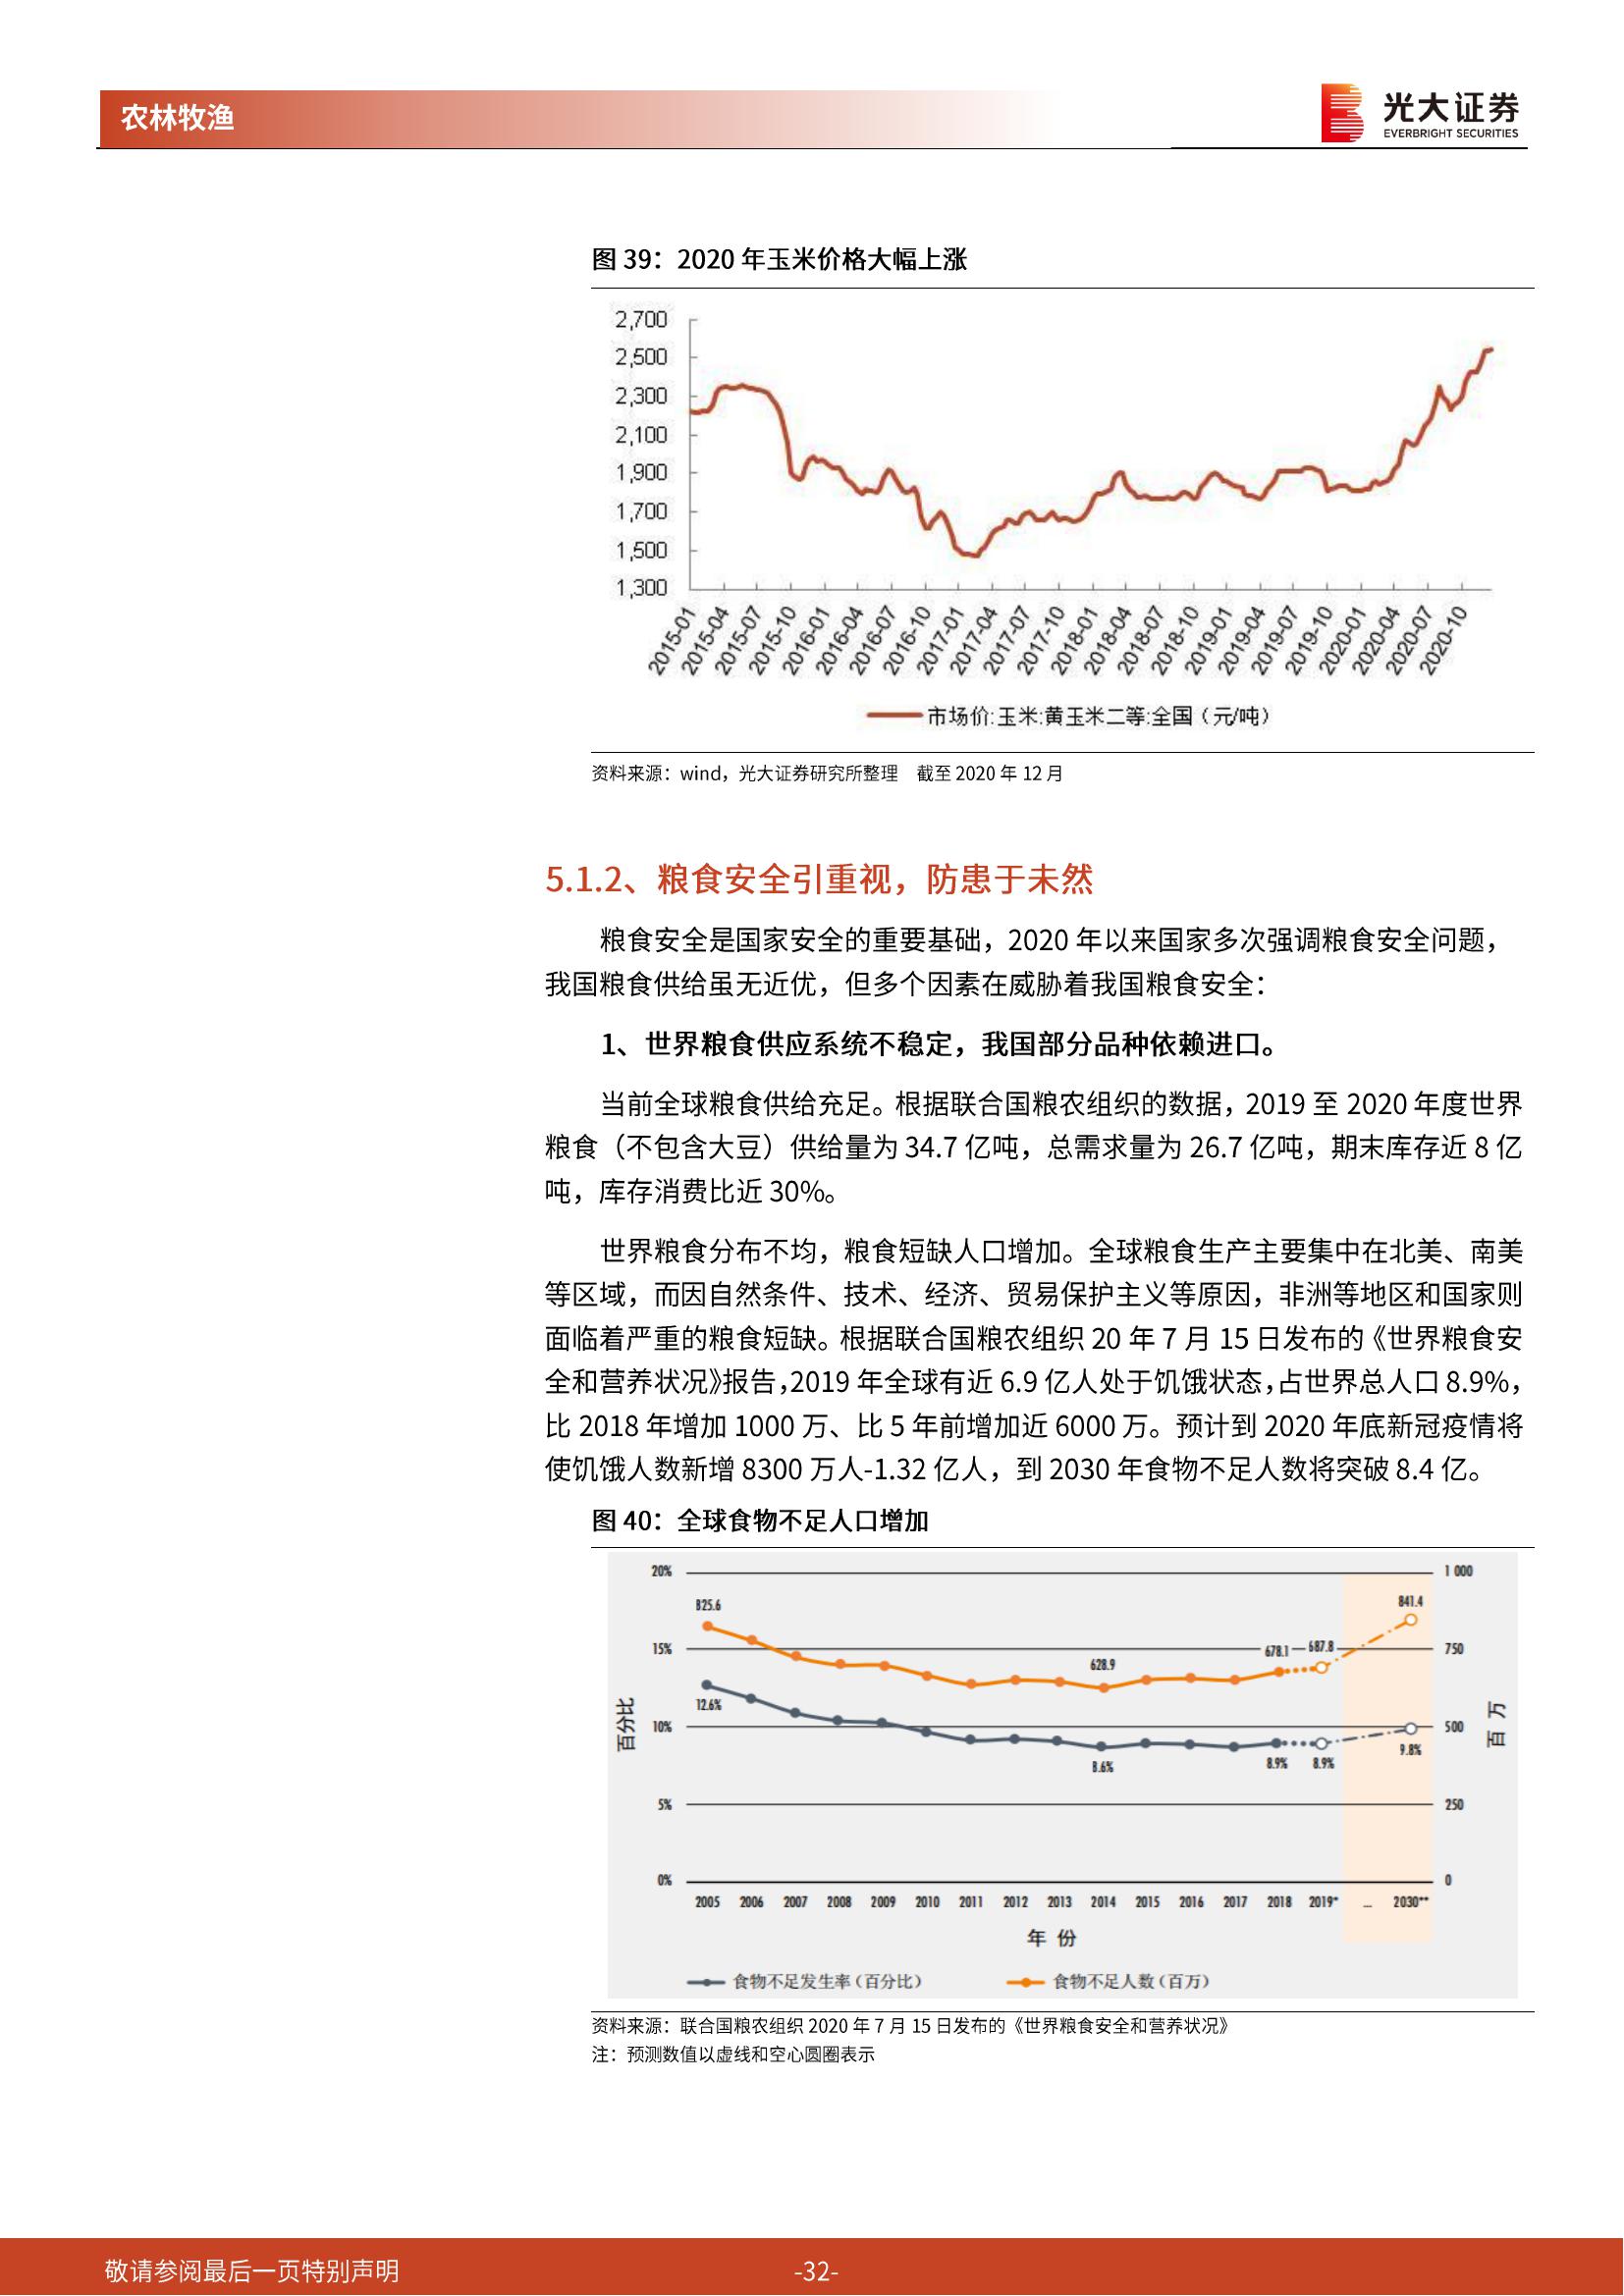 农林牧渔
光大证券
EVERBRIGHT SECURITIES
图 39：2020 年玉米价格大幅上涨
2,700
2,500
2,300
2,100
1,900
1,700
1,500
1,300
2015-01 2015-04 2015-07 2015-10 2016-01 2016-04 2016-07 2016-10 2017-01 2017-04 2017-07 2017-10 2018-01 2018-04 2018-07 2018-10 2019-01 2019-04 2019-07 2019-10 2020-01 2020-04 2020-07 2020-10
市场价:玉米:黄玉米二等:全国（元/吨）
资料来源：wind，光大证券研究所整理 截至 2020 年 12 月
5.1.2、粮食安全引重视，防患于未然
粮食安全是国家安全的重要基础，2020 年以来国家多次强调粮食安全问题，
我国粮食供给虽无近优，但多个因素在威胁着我国粮食安全：
1、世界粮食供应系统不稳定，我国部分品种依赖进口。
当前全球粮食供给充足。根据联合国粮农组织的数据，2019 至 2020 年度世界
粮食（不包含大豆）供给量为 34.7 亿吨，总需求量为 26.7 亿吨，期末库存近 8 亿
吨，库存消费比近 30%。
世界粮食分布不均，粮食短缺人口增加。全球粮食生产主要集中在北美、南美
等区域，而因自然条件、技术、经济、贸易保护主义等原因，非洲等地区和国家则
面临着严重的粮食短缺。根据联合国粮农组织 20 年 7 月 15 日发布的《世界粮食安
全和营养状况》报告，2019 年全球有近 6.9 亿人处于饥饿状态，占世界总人口 8.9%，
比 2018 年增加 1000 万、比 5 年前增加近 6000 万。预计到 2020 年底新冠疫情将
使饥饿人数新增 8300 万人-1.32 亿人，到 2030 年食物不足人数将突破 8.4 亿。
图 40：全球食物不足人口增加
20% 1 000
825.6 841.4
15% 678.1 687.8 750
628.9
12.6%
10% 500
8.6% 8.9% 8.9% 9.8%
百分比
百万
5% 250
0% 0
2005 2006 2007 2008 2009 2010 2011 2012 2013 2014 2015 2016 2017 2018 2019* ... 2030**
年 份
食物不足发生率（百分比） 食物不足人数（百万）
资料来源：联合国粮农组织 2020 年 7 月 15 日发布的《世界粮食安全和营养状况》
注：预测数值以虚线和空心圆圈表示
敬请参阅最后一页特别声明 -32-